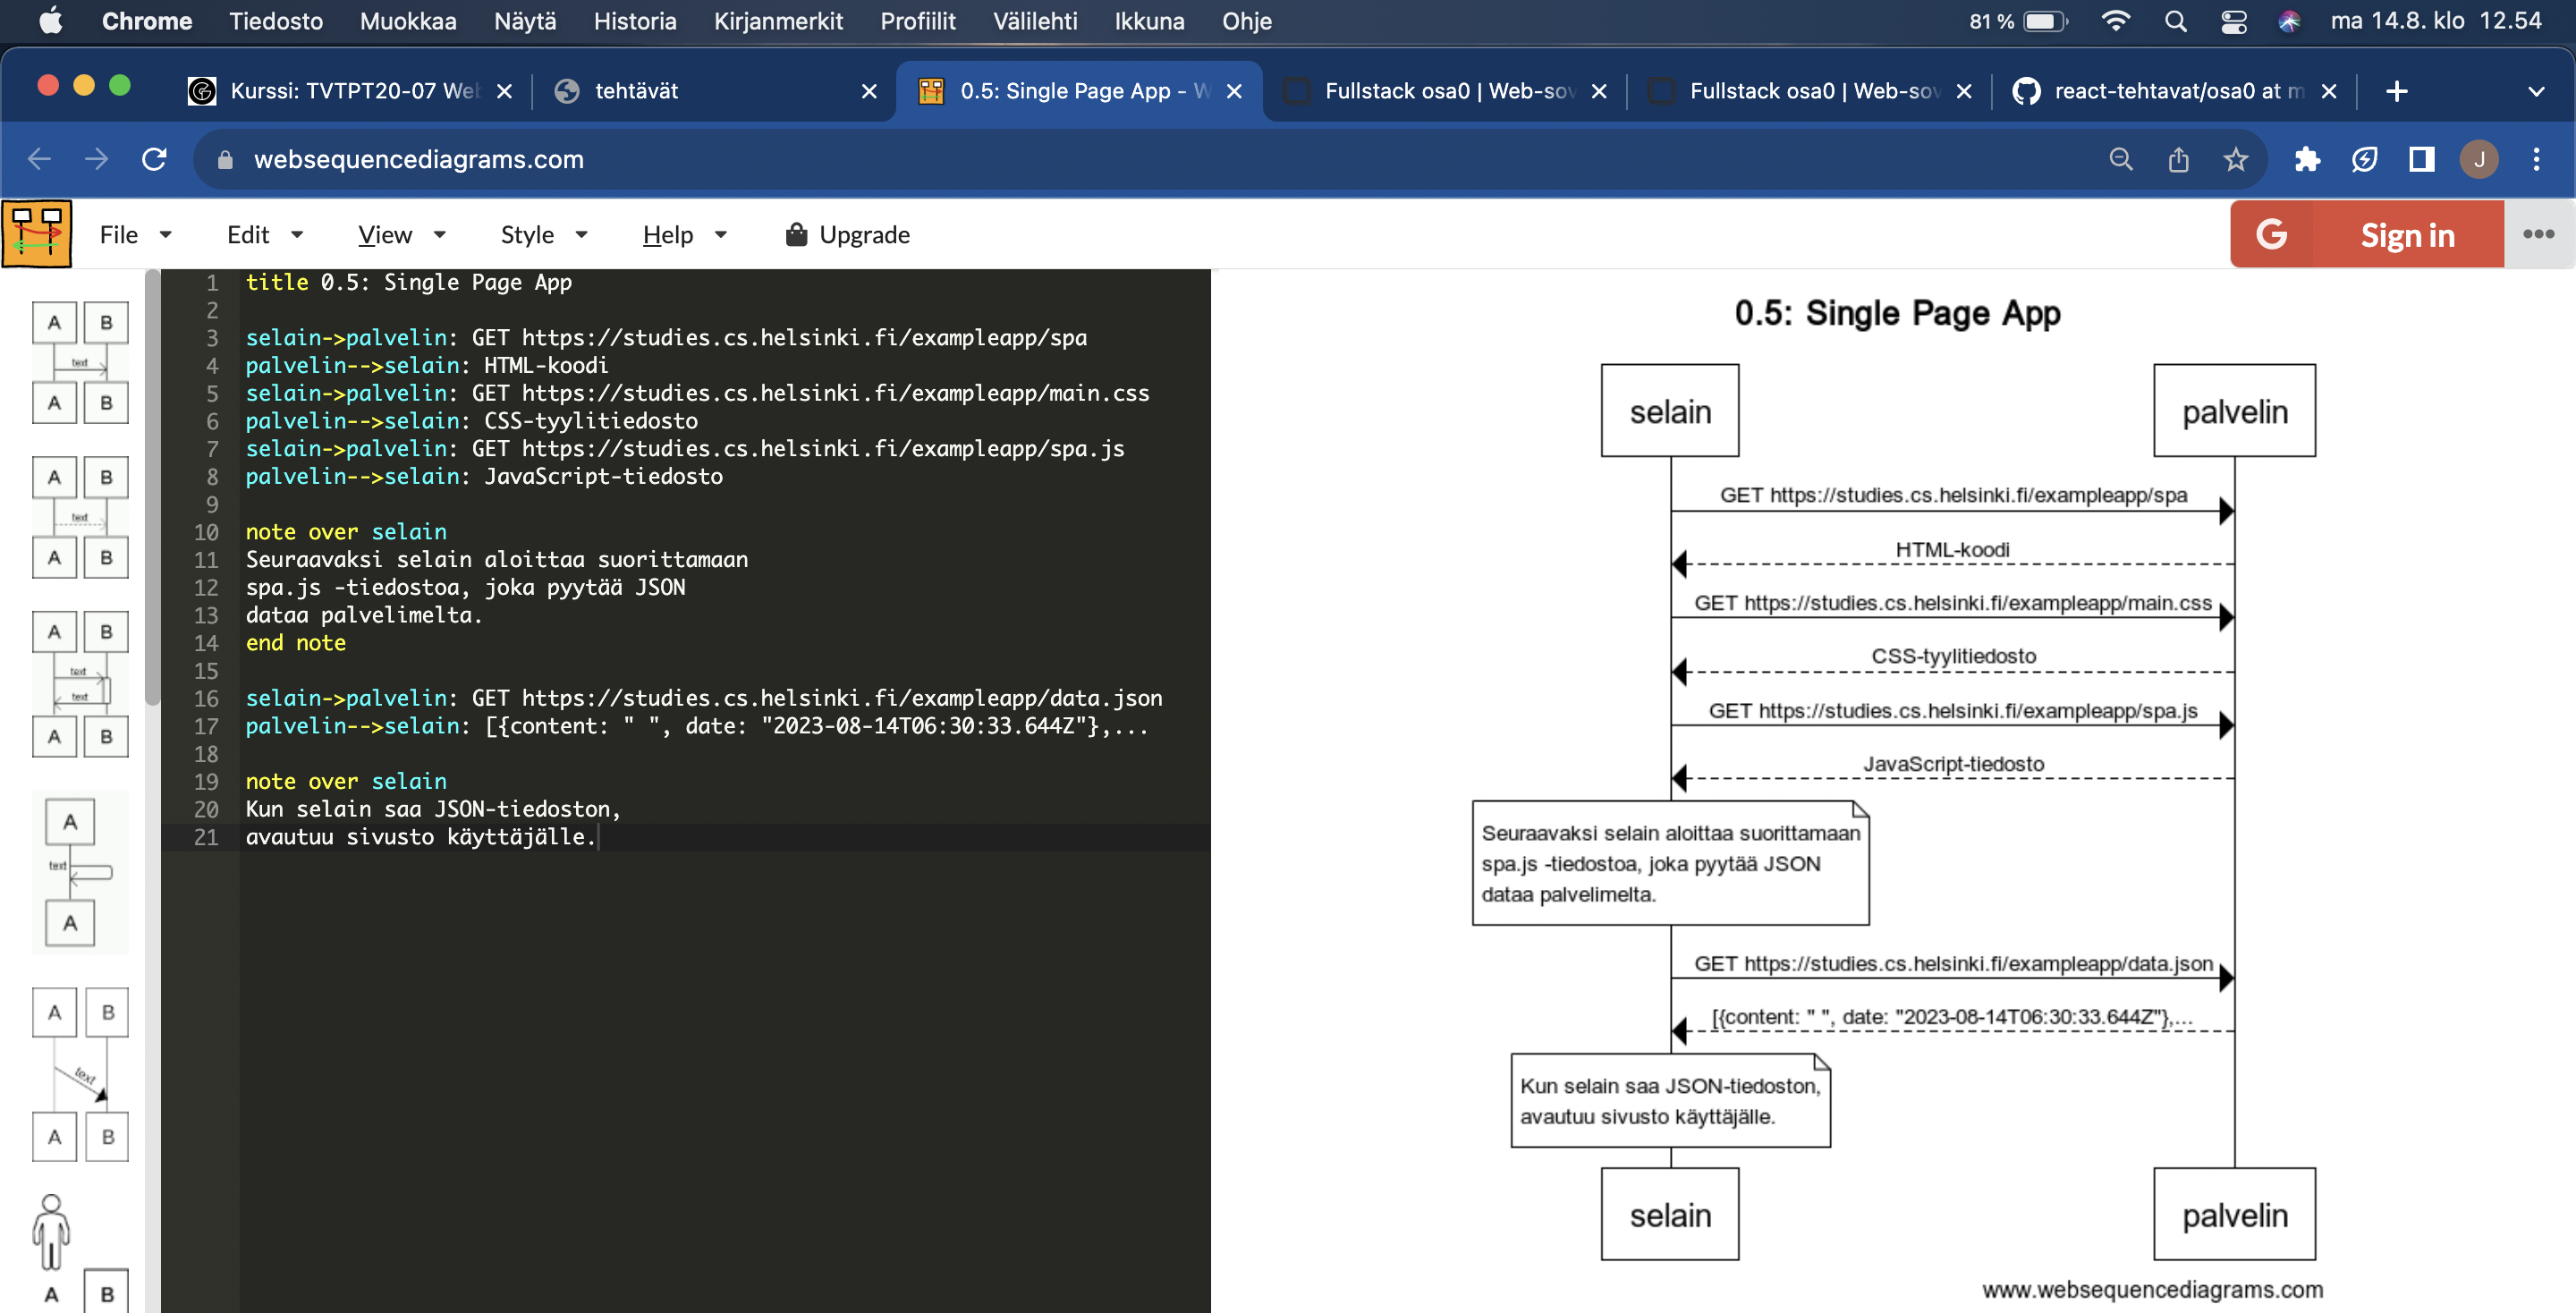 Chrome Tiedosto Muokkaa Näytä Historia Kirjanmerkit Profiilit Välilehti Ikkuna Ohje 81 % ma 14.8. klo 12.54
Kurssi: TVTPT20-07 Web
tehtävät
0.5: Single Page App - W
Fullstack osa0 | Web-sov
Fullstack osa0 | Web-sov
react-tehtavat/osa0 at m
websequencediagrams.com
J
File Edit View Style Help Upgrade
G Sign in
A B
text
A B
A B
text
A B
A B
text
text
A B
A
text
A
A B
text
A B
A B
1 title 0.5: Single Page App
2
3 selain->palvelin: GET https://studies.cs.helsinki.fi/exampleapp/spa
4 palvelin-->selain: HTML-koodi
5 selain->palvelin: GET https://studies.cs.helsinki.fi/exampleapp/main.css
6 palvelin-->selain: CSS-tyylitiedosto
7 selain->palvelin: GET https://studies.cs.helsinki.fi/exampleapp/spa.js
8 palvelin-->selain: JavaScript-tiedosto
9
10 note over selain
11 Seuraavaksi selain aloittaa suorittamaan
12 spa.js -tiedostoa, joka pyytää JSON
13 dataa palvelimelta.
14 end note
15
16 selain->palvelin: GET https://studies.cs.helsinki.fi/exampleapp/data.json
17 palvelin-->selain: [{content: " ", date: "2023-08-14T06:30:33.644Z"},...
18
19 note over selain
20 Kun selain saa JSON-tiedoston,
21 avautuu sivusto käyttäjälle.
0.5: Single Page App
selain palvelin
GET https://studies.cs.helsinki.fi/exampleapp/spa
HTML-koodi
GET https://studies.cs.helsinki.fi/exampleapp/main.css
CSS-tyylitiedosto
GET https://studies.cs.helsinki.fi/exampleapp/spa.js
JavaScript-tiedosto
Seuraavaksi selain aloittaa suorittamaan
spa.js -tiedostoa, joka pyytää JSON
dataa palvelimelta.
GET https://studies.cs.helsinki.fi/exampleapp/data.json
[{content: " ", date: "2023-08-14T06:30:33.644Z"},...
Kun selain saa JSON-tiedoston,
avautuu sivusto käyttäjälle.
selain palvelin
www.websequencediagrams.com